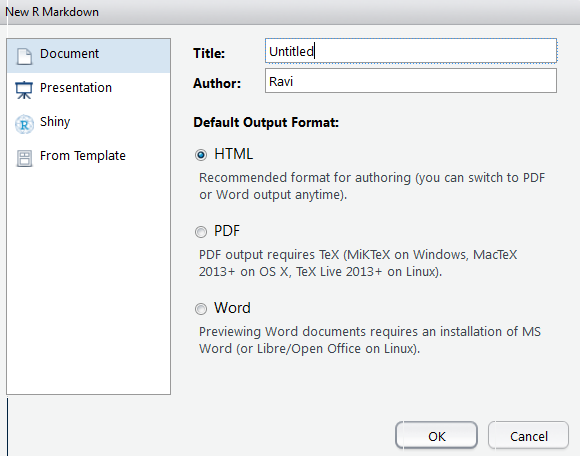 New R Markdown
Document
Presentation
Shiny
From Template
Title: Untitled
Author: Ravi
Default Output Format:
HTML
Recommended format for authoring (you can switch to PDF
or Word output anytime).
PDF
PDF output requires TeX (MiKTeX on Windows, MacTeX
2013+ on OS X, TeX Live 2013+ on Linux).
Word
Previewing Word documents requires an installation of MS
Word (or Libre/Open Office on Linux).
OK Cancel